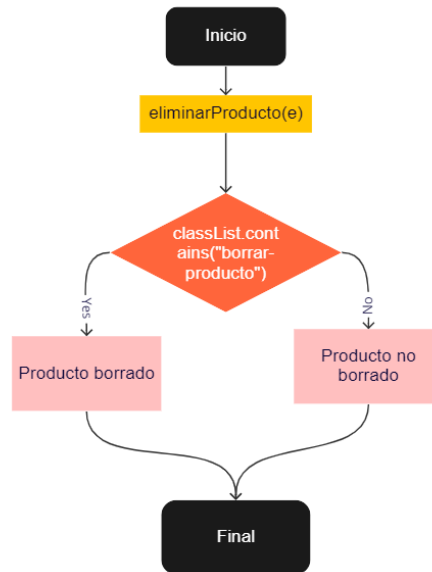 Inicio
eliminarProducto(e)
classList.cont
ains("borrar-
producto")
Yes
No
Producto borrado
Producto no
borrado
Final